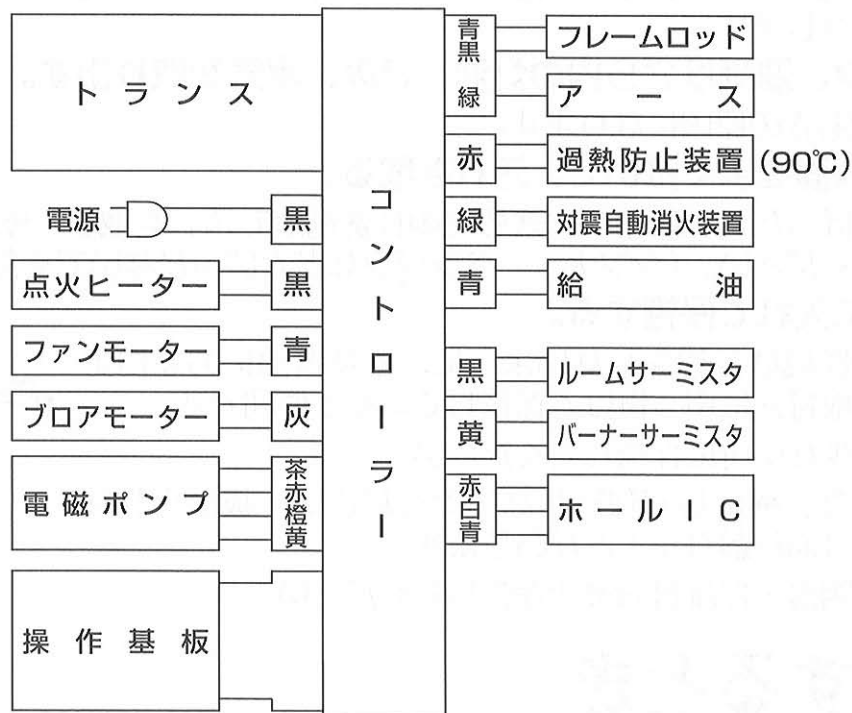 トランス
電源
黒
点火ヒーター
黒
ファンモーター
青
ブロアモーター
灰
電磁ポンプ
茶
赤
橙
黄
操作基板
コントローラー
青
黒
フレームロッド
緑
アース
赤
過熱防止装置
(90℃)
緑
対震自動消火装置
青
給油
黒
ルームサーミスタ
黄
バーナーサーミスタ
赤
白
青
ホールIC